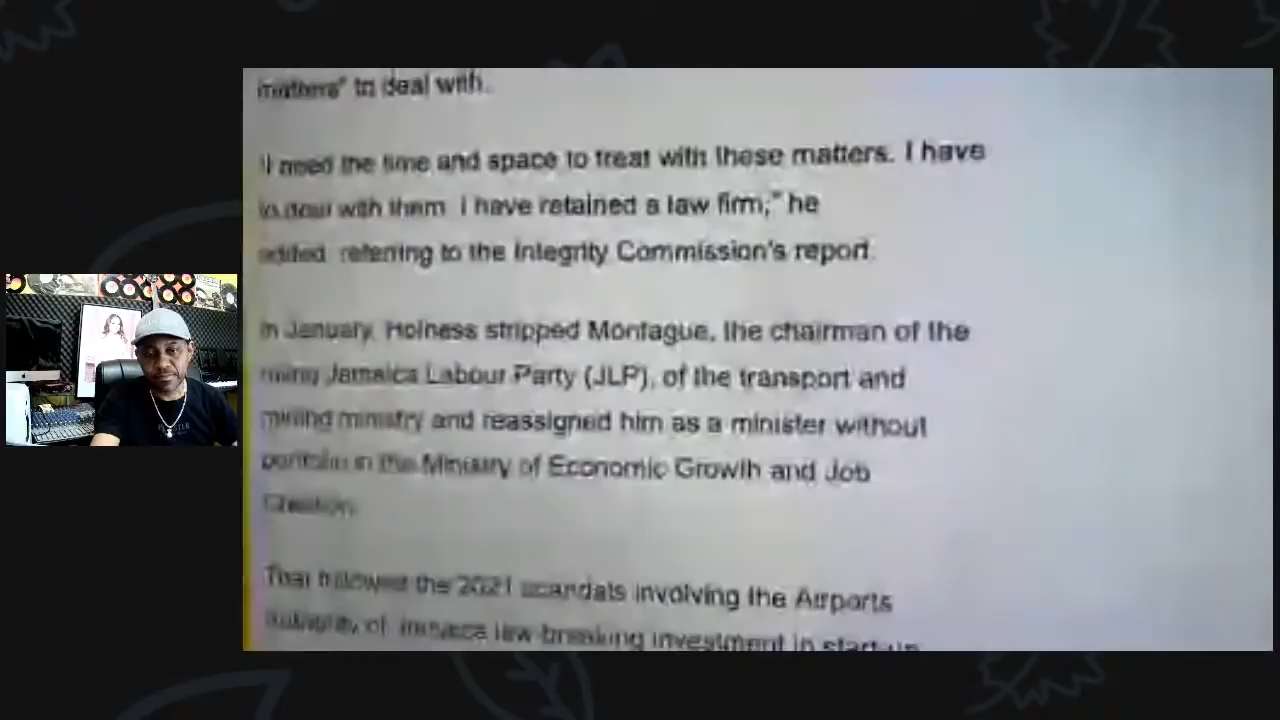 matters" to deal with.
"I need the time and space to treat with these matters. I have
to deal with them. I have retained a law firm," he
added, referring to the Integrity Commission's report.
In January, Holness stripped Montague, the chairman of the
ruling Jamaica Labour Party (JLP), of the transport and
mining ministry and reassigned him as a minister without
portfolio in the Ministry of Economic Growth and Job
Creation.
That followed the 2021 scandals involving the Airports
Authority of Jamaica law-breaking investment in start-up